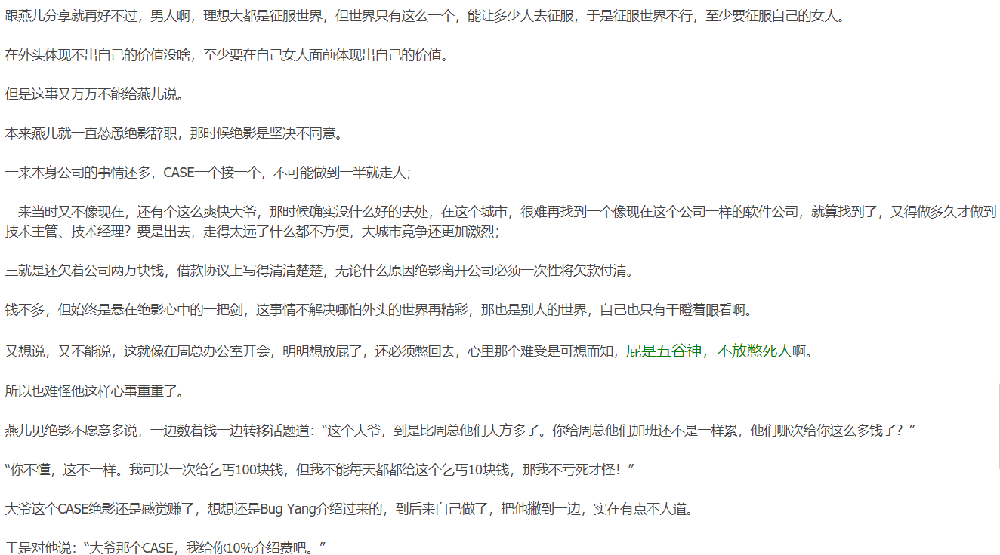 跟燕儿分享就再好不过，男人啊，理想大都是征服世界，但世界只有这么一个，能让多少人去征服，于是征服世界不行，至少要征服自己的女人。
在外头体现不出自己的价值没啥，至少要在自己女人面前体现出自己的价值。
但是这事又万万不能给燕儿说。
本来燕儿就一直怂恿绝影辞职，那时候绝影是坚决不同意。
一来本身公司的事情还多，CASE一个接一个，不可能做到一半就走人；
二来当时又不像现在，还有个这么爽快大爷，那时候确实没什么好的去处，在这个城市，很难再找到一个像现在这个公司一样的软件公司，就算找到了，又得做多久才做到
技术主管、技术经理？要是出去，走得太远了什么都不方便，大城市竞争还更加激烈；
三就是还欠着公司两万块钱，借款协议上写得清清楚楚，无论什么原因绝影离开公司必须一次性将欠款付清。
钱不多，但始终是悬在绝影心中的一把剑，这事情不解决哪怕外头的世界再精彩，那也是别人的世界，自己也只有干瞪着眼看啊。
又想说，又不能说，这就像在周总办公室开会，明明想放屁了，还必须憋回去，心里那个难受是可想而知，屁是五谷神，不放憋死人啊。
所以也难怪他这样心事重重了。
燕儿见绝影不愿意多说，一边数着钱一边转移话题道：“这个大爷，到是比周总他们大方多了。你给周总他们加班还不是一样累，他们哪次给你这么多钱了？”
“你不懂，这不一样。我可以一次给乞丐100块钱，但我不能每天都都给这个乞丐10块钱，那我不亏死才怪！”
大爷这个CASE绝影还是感觉赚了，想想还是Bug Yang介绍过来的，到后来自己做了，把他撇到一边，实在有点不人道。
于是对他说：“大爷那个CASE，我给你10%介绍费吧。”